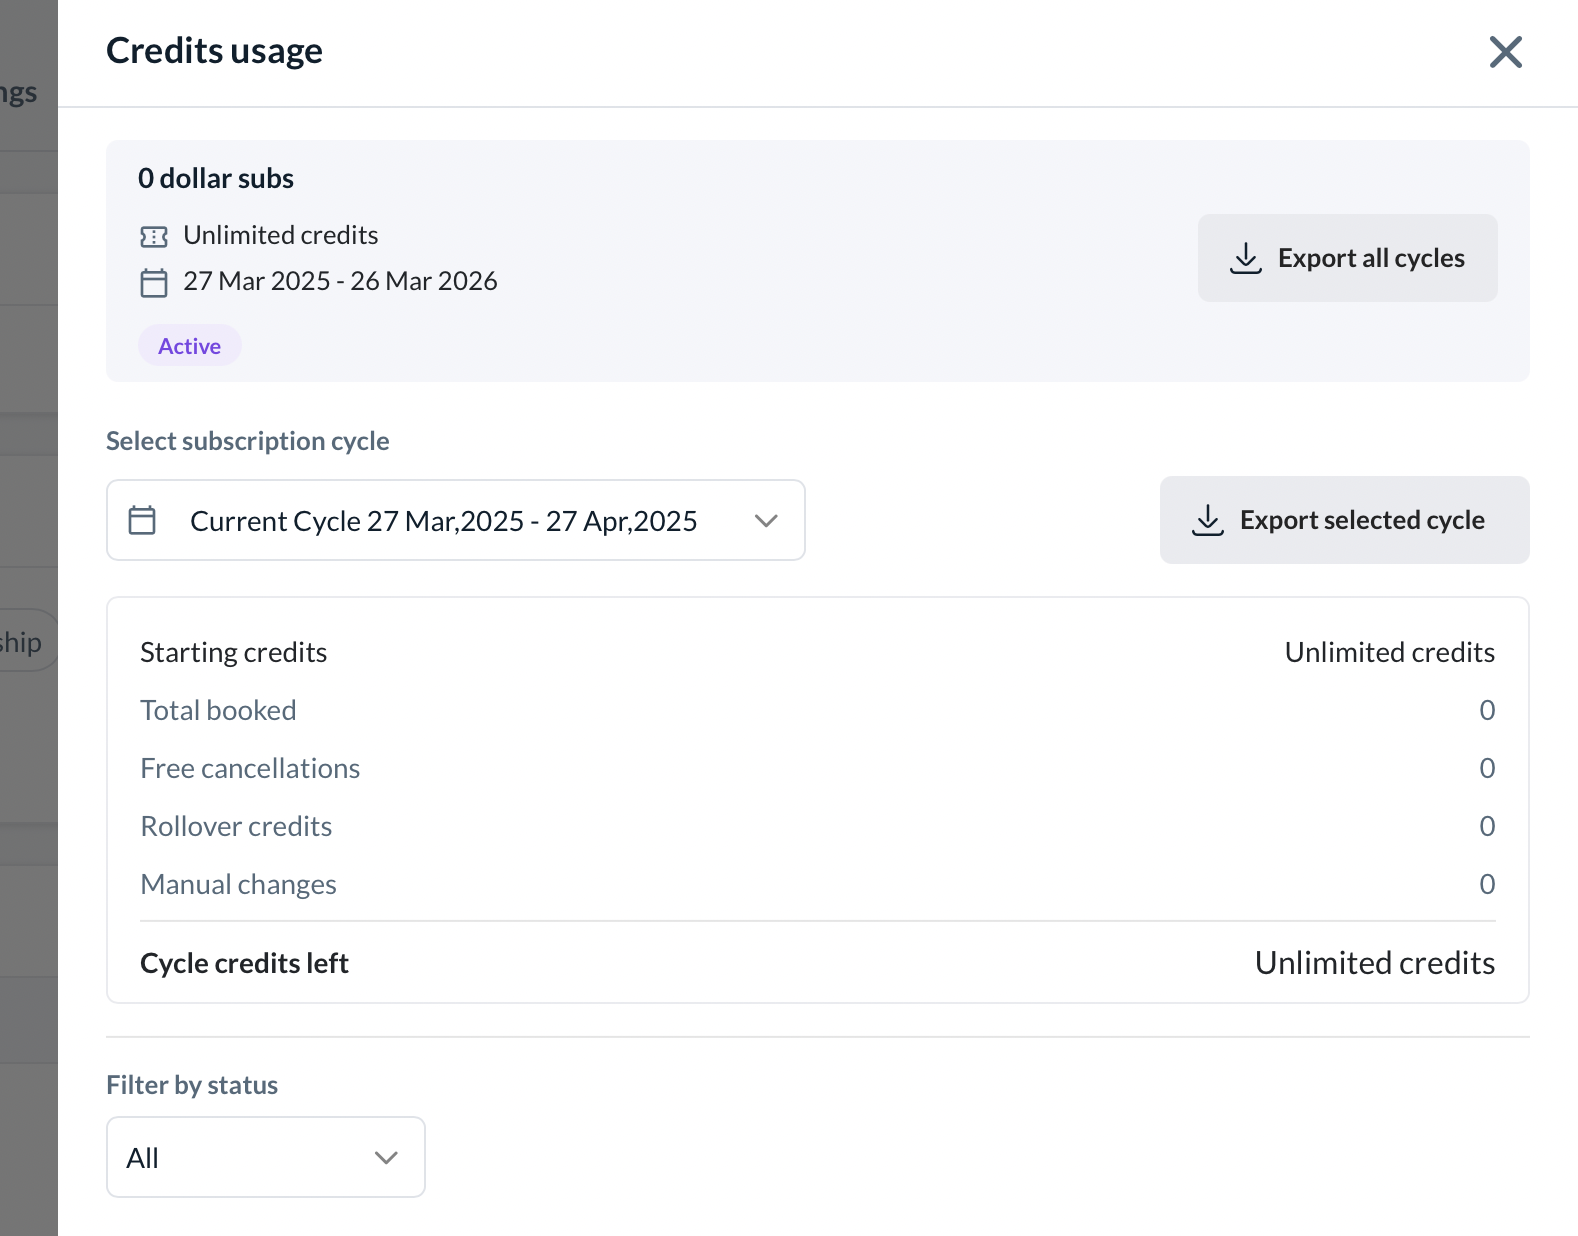 Credits usage
ngs
0 dollar subs
Unlimited credits
27 Mar 2025 - 26 Mar 2026
Export all cycles
Active
Select subscription cycle
Current Cycle 27 Mar,2025 - 27 Apr,2025
Export selected cycle
Starting credits Unlimited credits
Total booked 0
Free cancellations 0
ship
Rollover credits 0
Manual changes 0
Cycle credits left Unlimited credits
Filter by status
All